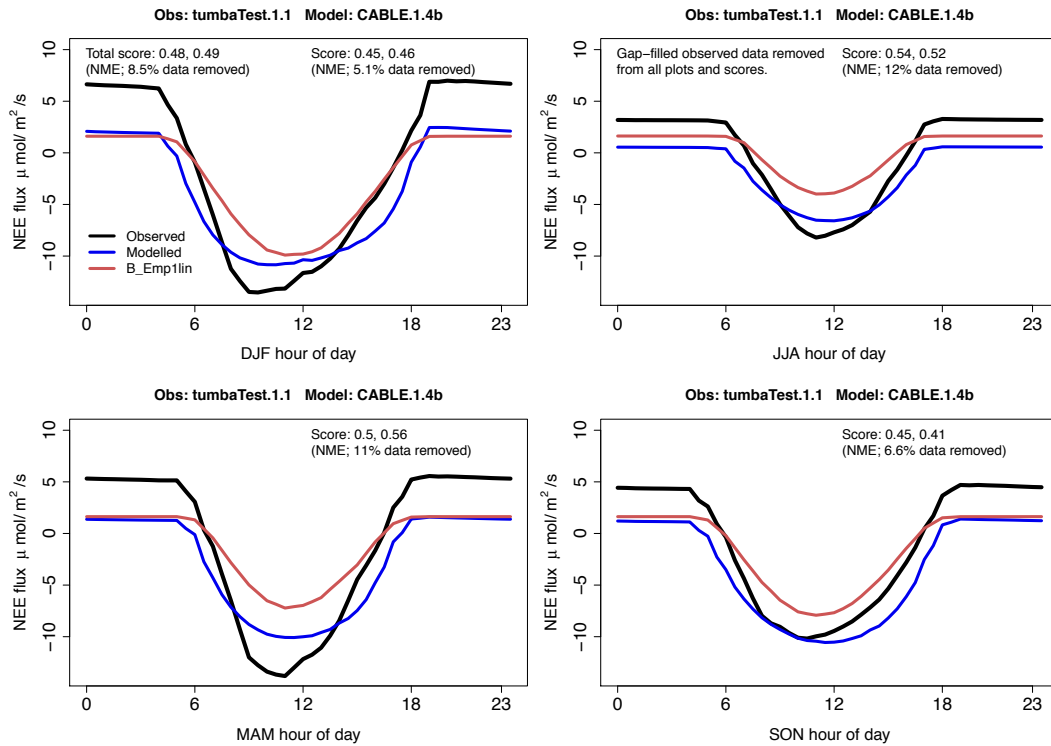 Obs: tumbaTest.1.1 Model: CABLE.1.4b
Total score: 0.48, 0.49
(NME; 8.5% data removed)
Score: 0.45, 0.46
(NME; 5.1% data removed)
NEE flux μ mol/ m² /s
10
5
0
−5
−10
Observed
Modelled
B_Emp1lin
0 6 12 18 23
DJF hour of day
Obs: tumbaTest.1.1 Model: CABLE.1.4b
Gap−filled observed data removed
from all plots and scores.
Score: 0.54, 0.52
(NME; 12% data removed)
NEE flux μ mol/ m² /s
10
5
0
−5
−10
0 6 12 18 23
JJA hour of day
Obs: tumbaTest.1.1 Model: CABLE.1.4b
Score: 0.5, 0.56
(NME; 11% data removed)
NEE flux μ mol/ m² /s
10
5
0
−5
−10
0 6 12 18 23
MAM hour of day
Obs: tumbaTest.1.1 Model: CABLE.1.4b
Score: 0.45, 0.41
(NME; 6.6% data removed)
NEE flux μ mol/ m² /s
10
5
0
−5
−10
0 6 12 18 23
SON hour of day